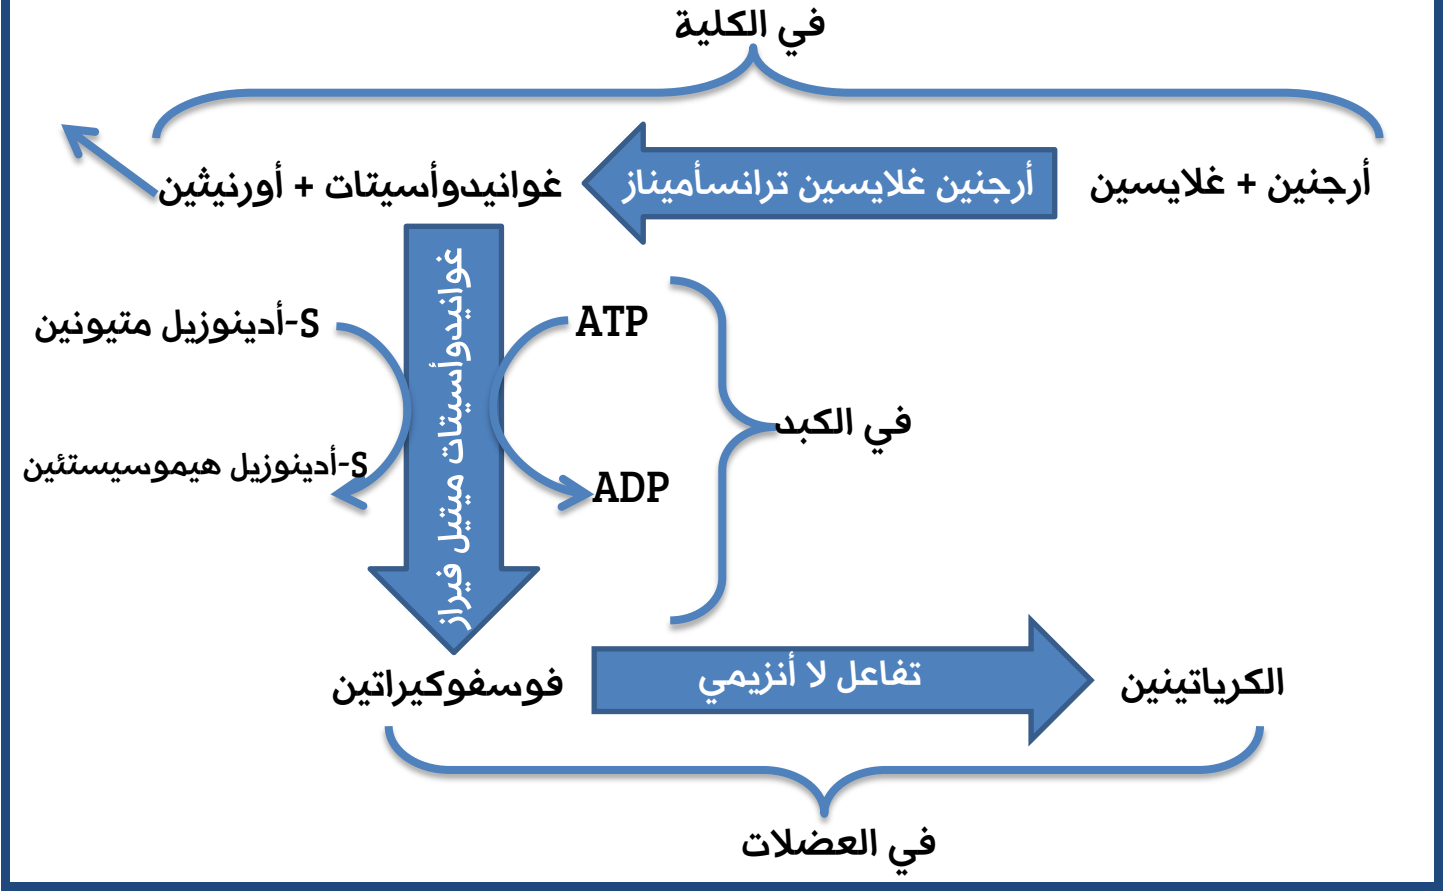 في الكلية
أرجنين + غلايسين
أرجنين غلايسين ترانسأميناز
غوانيدوأسيتات + أورنيثين
غوانيدوأسيتات ميتيل فيراز
S-أدينوزيل متيونين
ATP
في الكبد
S-أدينوزيل هيموسيستئين
ADP
فوسفوكيراتين
تفاعل لا أنزيمي
الكرياتينين
في العضلات